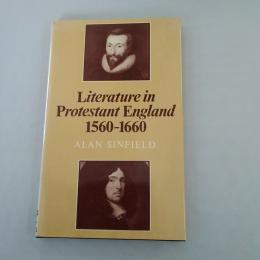 Literature in
Protestant England
1560–1660
ALAN SINFIELD